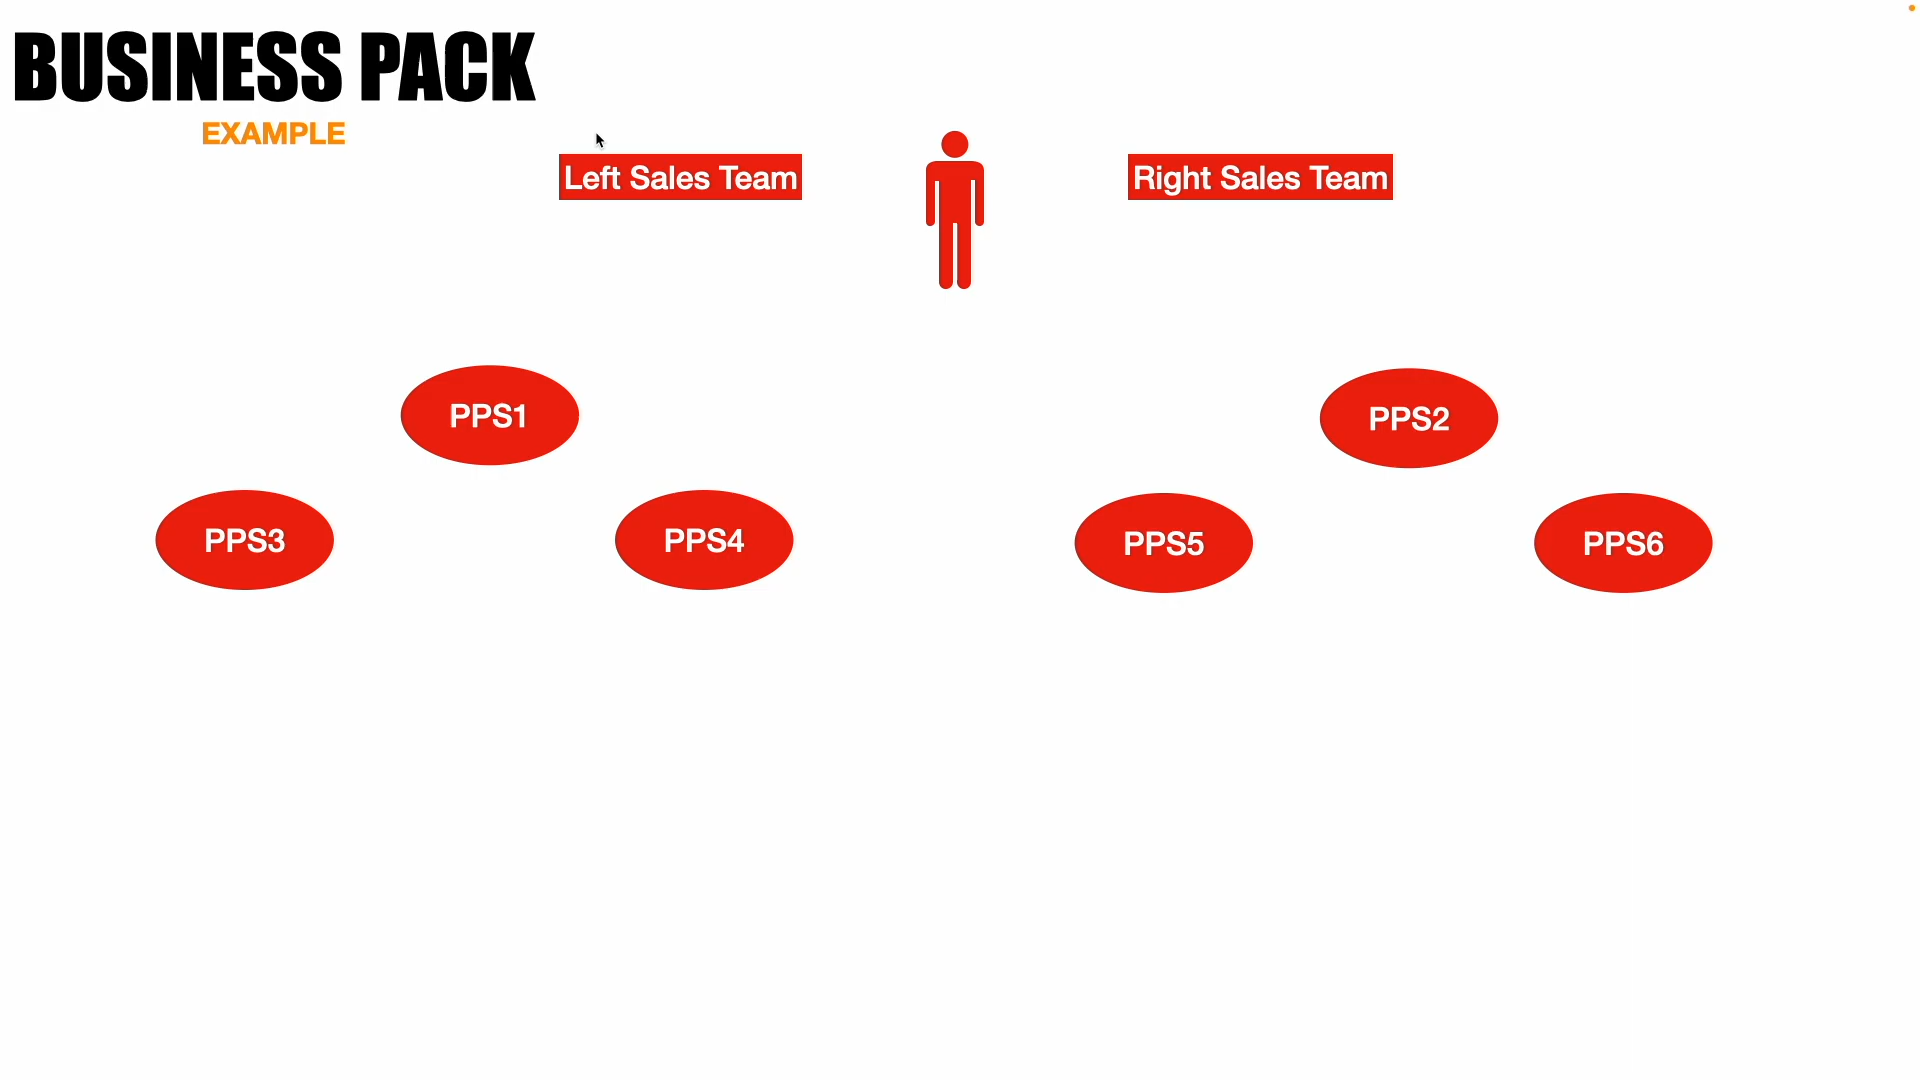 BUSINESS PACK
EXAMPLE
Left Sales Team
Right Sales Team
PPS1
PPS2
PPS3
PPS4
PPS5
PPS6